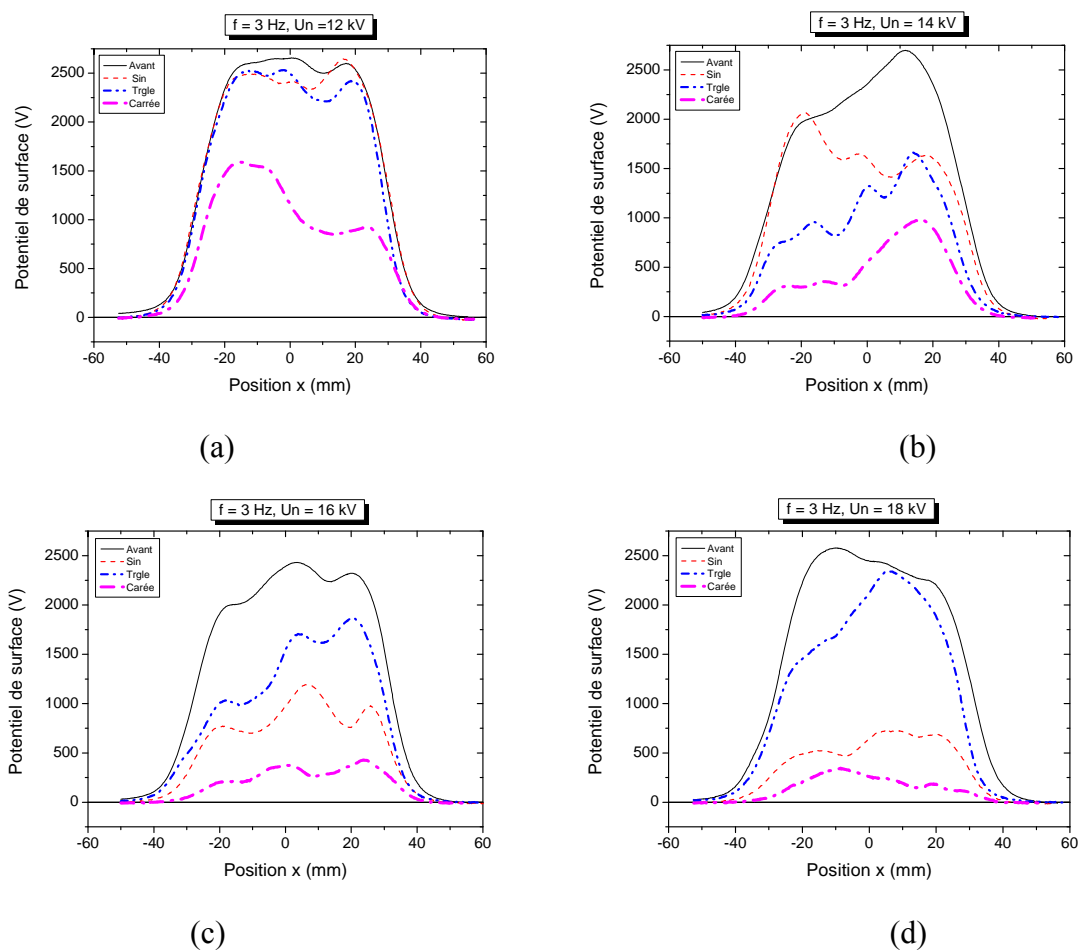 f = 3 Hz, Un =12 kV
Potentiel de surface (V)
2500
2000
1500
1000
500
0
Avant
Sin
Trgle
Carrée
-60 -40 -20 0 20 40 60
Position x (mm)
(a)
f = 3 Hz, Un = 14 kV
Potentiel de surface (V)
2500
2000
1500
1000
500
0
Avant
Sin
Trgle
Carée
-60 -40 -20 0 20 40 60
Position x (mm)
(b)
f = 3 Hz, Un = 16 kV
Potentiel de surface (V)
2500
2000
1500
1000
500
0
Avant
Sin
Trgle
Carée
-60 -40 -20 0 20 40 60
Position x (mm)
(c)
f = 3 Hz, Un = 18 kV
Potentiel de surface (V)
2500
2000
1500
1000
500
0
Avant
Sin
Trgle
Carée
-60 -40 -20 0 20 40 60
Position x (mm)
(d)